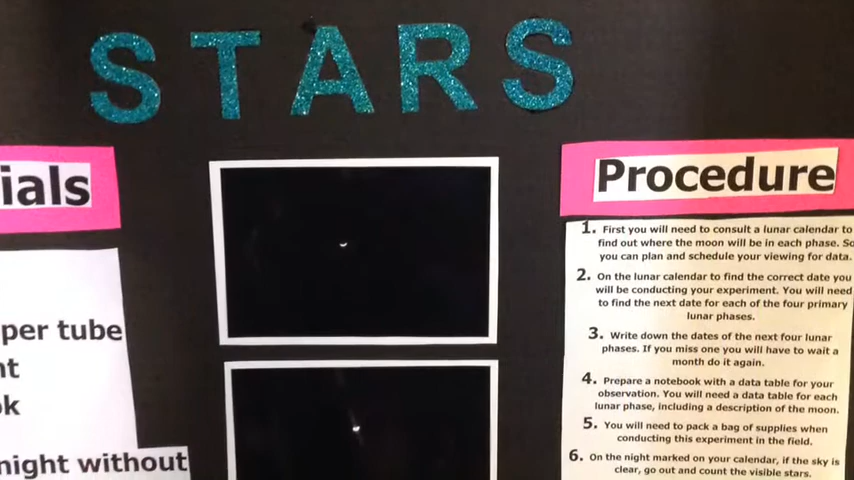 STARS
ials
per tube
nt
ok
night without
Procedure
1. First you will need to consult a lunar calendar to
find out where the moon will be in each phase. So
you can plan and schedule your viewing for data.
2. On the lunar calendar to find the correct date you
will be conducting your experiment. You will need
to find the next date for each of the four primary
lunar phases.
3. Write down the dates of the next four lunar
phases. If you miss one you will have to wait a
month do it again.
4. Prepare a notebook with a data table for your
observation. You will need a data table for each
lunar phase, including a description of the moon.
5. You will need to pack a bag of supplies when
conducting this experiment in the field.
6. On the night marked on your calendar, if the sky is
clear, go out and count the visible stars.